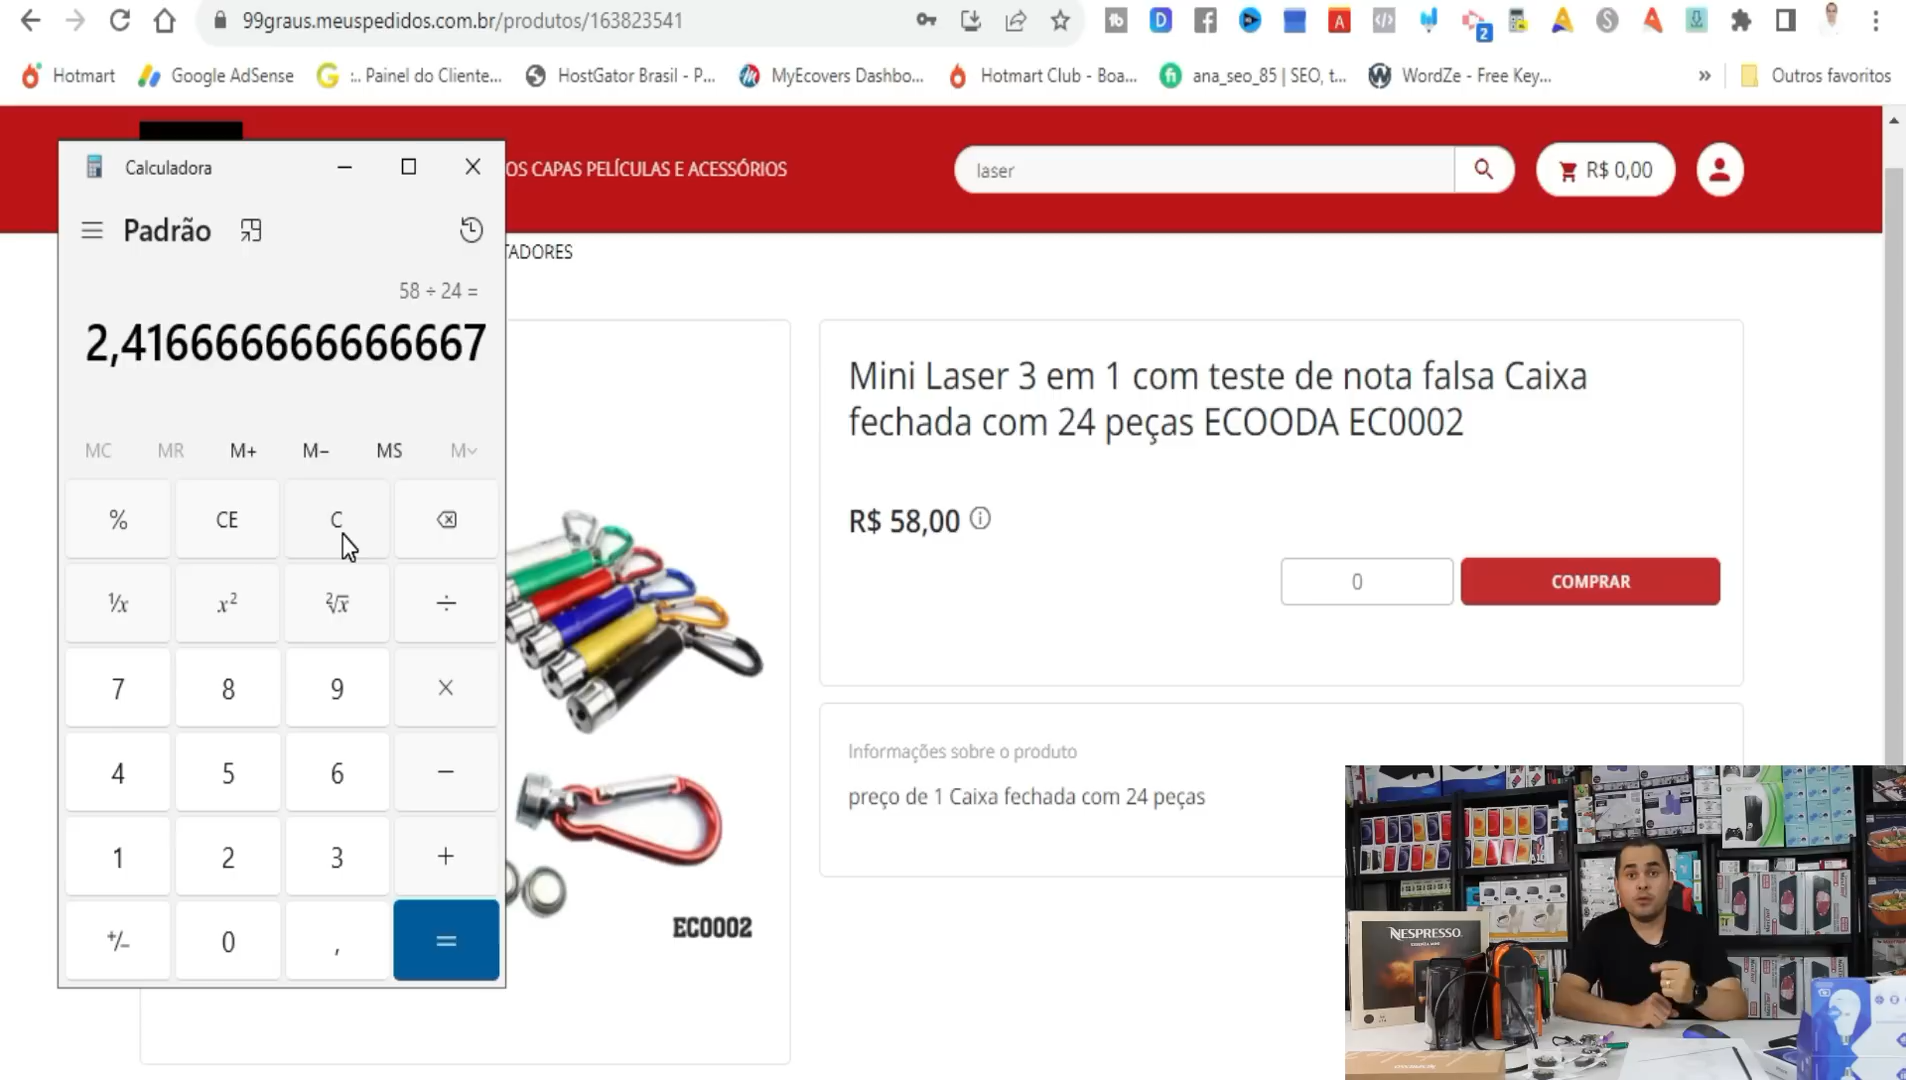 99graus.meuspedidos.com.br/produtos/163823541
2
Hotmart
Google AdSense
:.. Painel do Cliente...
HostGator Brasil - P...
MyEcovers Dashbo...
Hotmart Club - Boa...
ana_seo_85 | SEO, t...
WordZe - Free Key...
»
Outros favoritos
Calculadora
OS CAPAS PELÍCULAS E ACESSÓRIOS
laser
R$ 0,00
Padrão
TADORES
58 ÷ 24 =
2,416666666666667
MC MR M+ M− MS M
% CE C
¹/x x² ²√x ÷
7 8 9 ×
4 5 6 −
1 2 3 +
+/− 0 , =
Mini Laser 3 em 1 com teste de nota falsa Caixa
fechada com 24 peças ECOODA EC0002
R$ 58,00
0
COMPRAR
Informações sobre o produto
preço de 1 Caixa fechada com 24 peças
EC0002
NESPRESSO